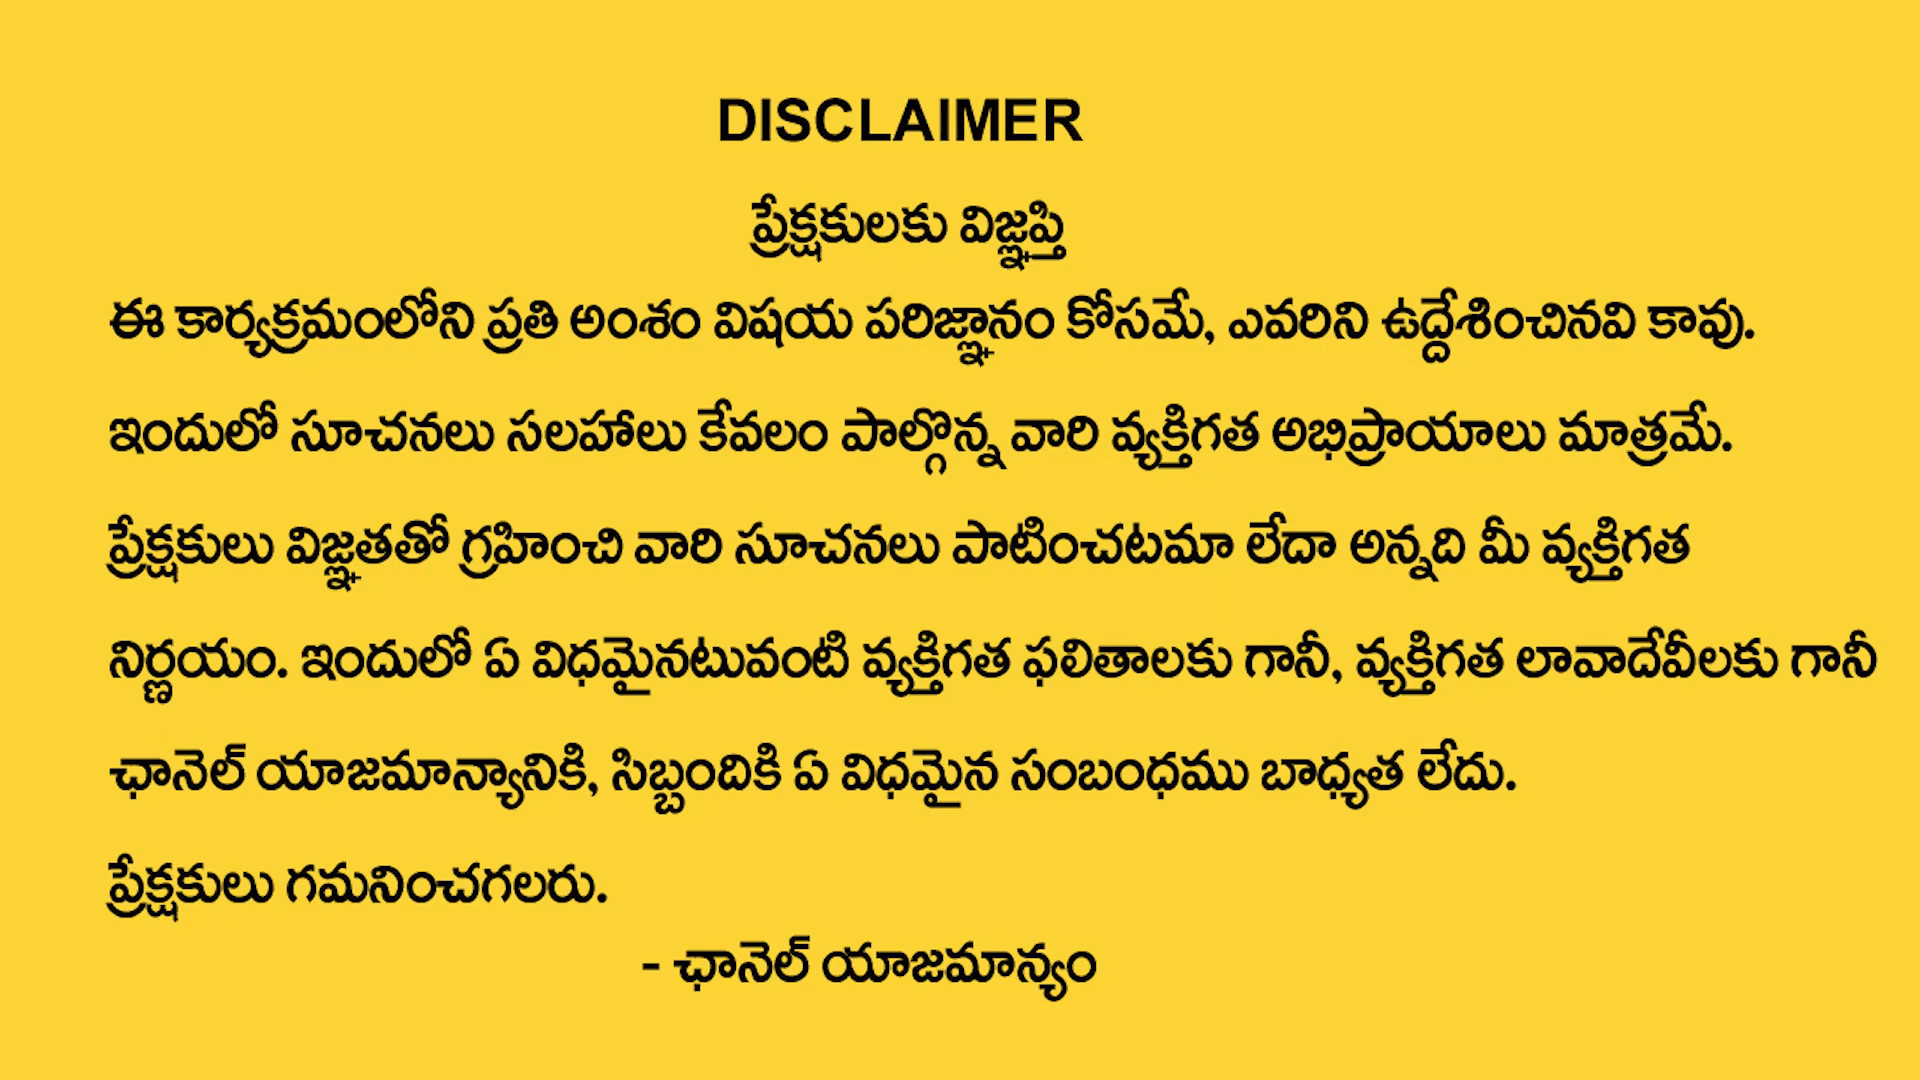 DISCLAIMER
ప్రేక్షకులకు విజ్ఞప్తి
ఈ కార్యక్రమంలోని ప్రతి అంశం విషయ పరిజ్ఞానం కోసమే, ఎవరిని ఉద్దేశించినవి కావు.
ఇందులో సూచనలు సలహాలు కేవలం పాల్గొన్న వారి వ్యక్తిగత అభిప్రాయాలు మాత్రమే.
ప్రేక్షకులు విజ్ఞతతో గ్రహించి వారి సూచనలు పాటించటమా లేదా అన్నది మీ వ్యక్తిగత
నిర్ణయం. ఇందులో ఏ విధమైనటువంటి వ్యక్తిగత ఫలితాలకు గానీ, వ్యక్తిగత లావాదేవీలకు గానీ
ఛానెల్ యాజమాన్యానికి, సిబ్బందికి ఏ విధమైన సంబంధము బాధ్యత లేదు.
ప్రేక్షకులు గమనించగలరు.
- ఛానెల్ యాజమాన్యం